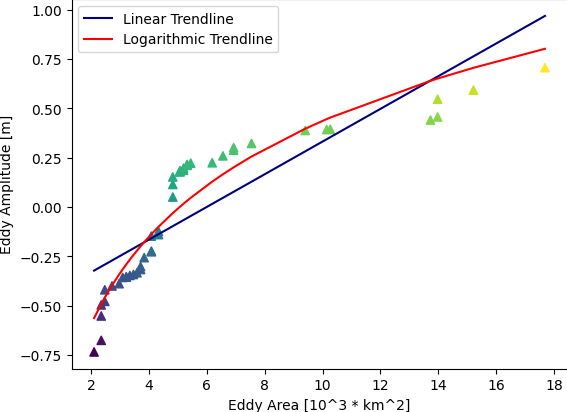 Linear Trendline
Logarithmic Trendline
Eddy Amplitude [m]
1.00
0.75
0.50
0.25
0.00
−0.25
−0.50
−0.75
2 4 6 8 10 12 14 16 18
Eddy Area [10^3 * km^2]